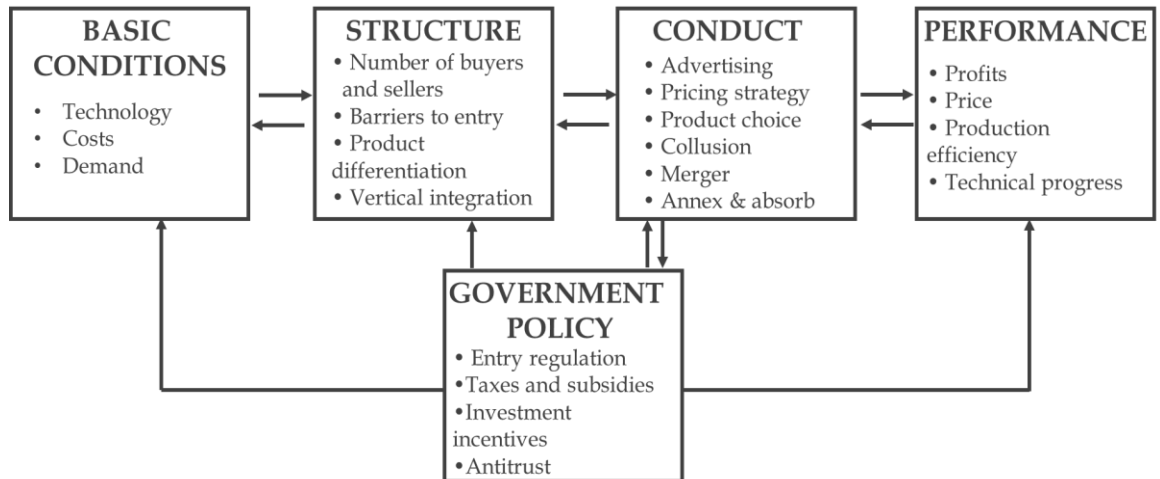 BASIC
CONDITIONS
• Technology
• Costs
• Demand
STRUCTURE
• Number of buyers
and sellers
• Barriers to entry
• Product
differentiation
• Vertical integration
CONDUCT
• Advertising
• Pricing strategy
• Product choice
• Collusion
• Merger
• Annex & absorb
PERFORMANCE
• Profits
• Price
• Production
efficiency
• Technical progress
GOVERNMENT
POLICY
• Entry regulation
•Taxes and subsidies
•Investment
incentives
•Antitrust